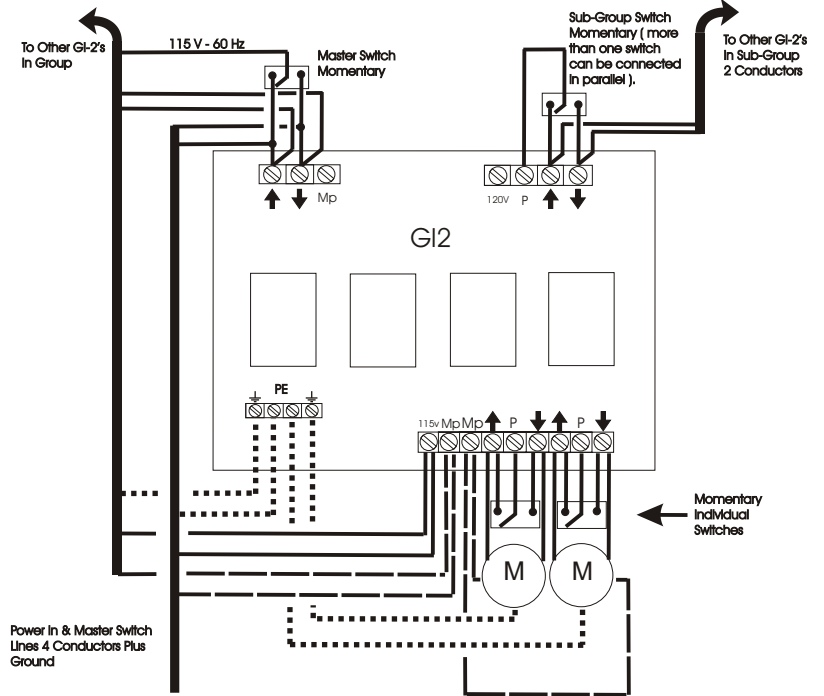 To Other GI-2's
In Group
115 V - 60 Hz
Master Switch
Momentary
Sub-Group Switch
Momentary ( more
than one switch
can be connected
in parallel ).
To Other GI-2's
In Sub-Group
2 Conductors
Mp
120V P
GI2
PE
115v Mp Mp P P
Momentary
Individual
Switches
M M
Power In & Master Switch
Lines 4 Conductors Plus
Ground